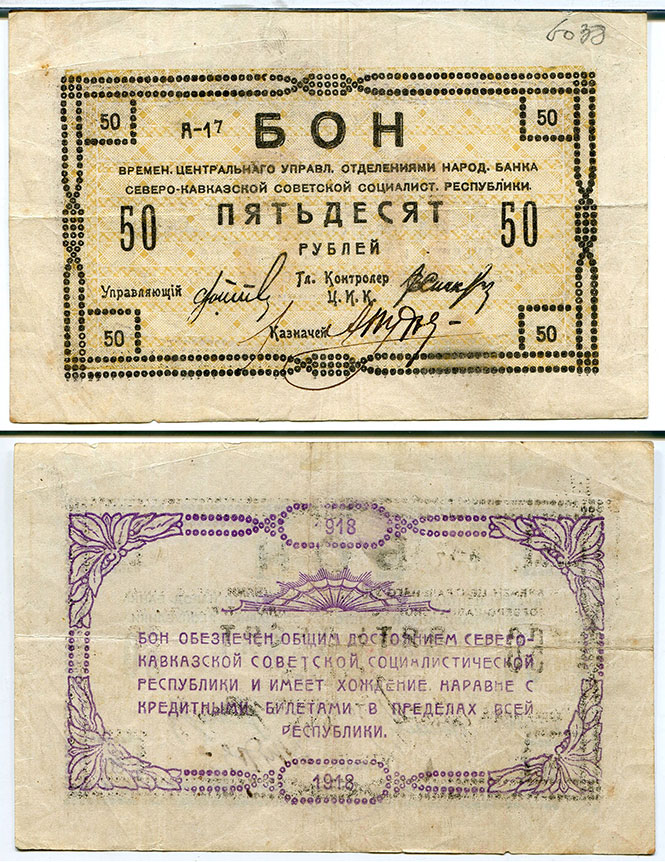 6033
50 50
А-17 БОН
ВРЕМЕН. ЦЕНТРАЛЬНАГО УПРАВЛ. ОТДЕЛЕНИЯМИ НАРОД. БАНКА
СЕВЕРО-КАВКАЗСКОЙ СОВЕТСКОЙ СОЦИАЛИСТ. РЕСПУБЛИКИ.
50 ПЯТЬДЕСЯТ 50
РУБЛЕЙ
Управляющій Гл. Контролер
Ц. И. К.
Казначей
50 50
918
БОН ОБЕЗПЕЧЕН ОБЩИМ ДОСТОЯНИЕМ СЕВЕРО-
КАВКАЗСКОЙ СОВЕТСКОЙ СОЦИАЛИСТИЧЕСКОЙ
РЕСПУБЛИКИ И ИМЕЕТ ХОЖДЕНИЕ НАРАВНЕ С
КРЕДИТНЫМИ БИЛЕТАМИ В ПРЕДЕЛАХ ВСЕЙ
РЕСПУБЛИКИ.
1918